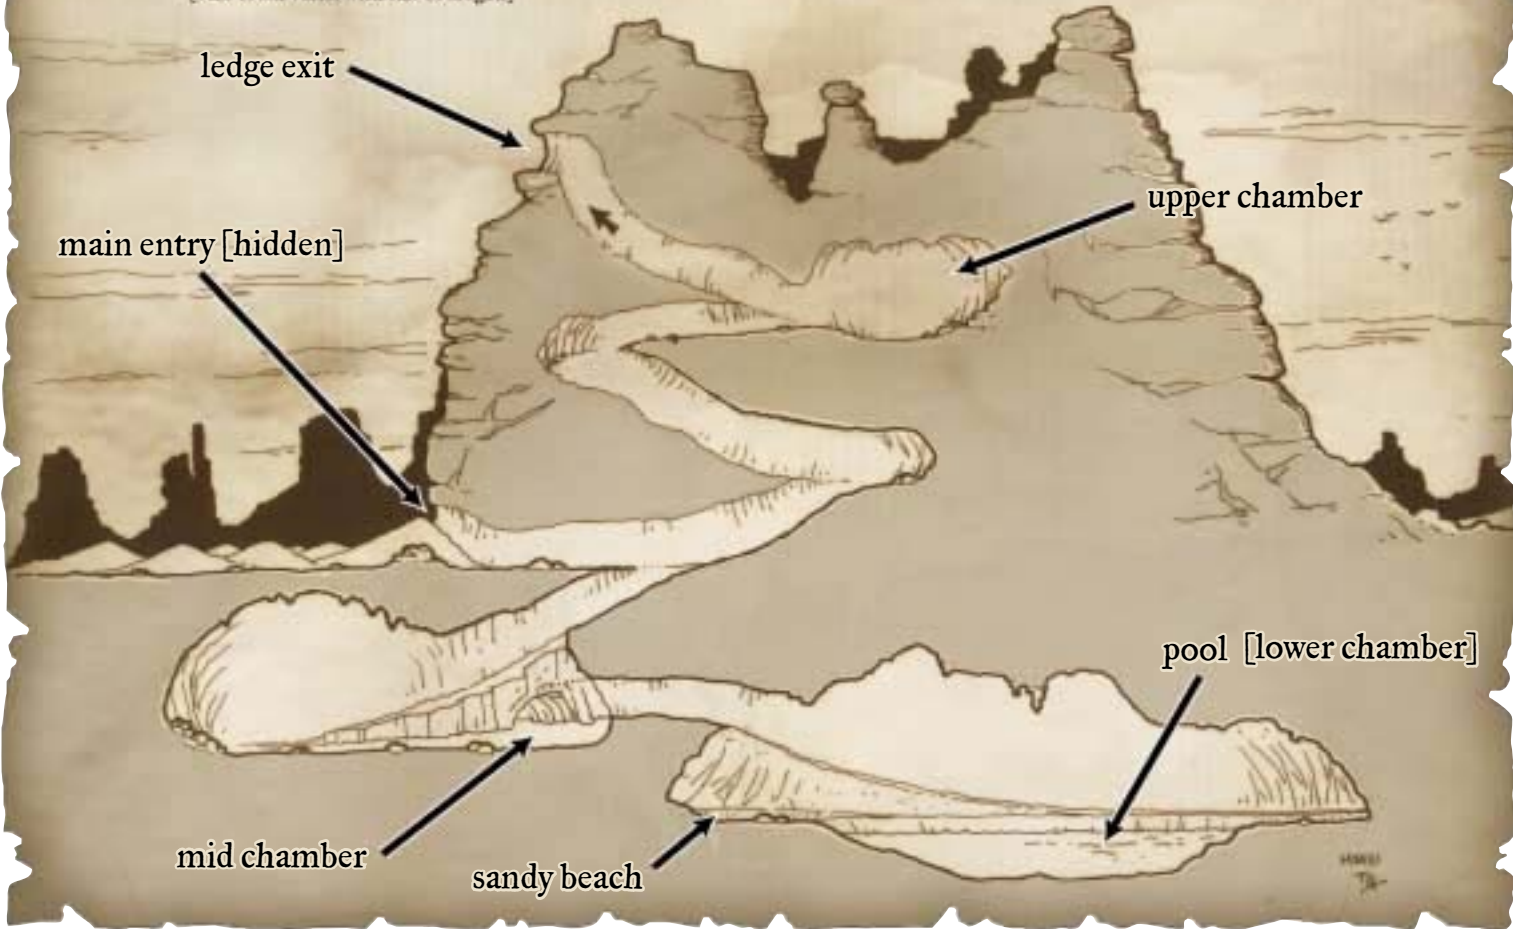 ledge exit
upper chamber
main entry [hidden]
pool [lower chamber]
mid chamber
sandy beach